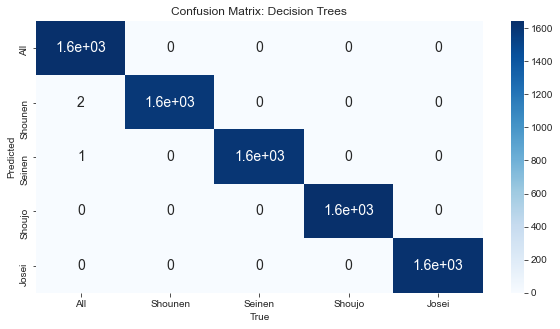 Confusion Matrix: Decision Trees
All 1.6e+03 0 0 0 0
Shounen 2 1.6e+03 0 0 0
Seinen 1 0 1.6e+03 0 0
Shoujo 0 0 0 1.6e+03 0
Josei 0 0 0 0 1.6e+03
Predicted
All Shounen Seinen Shoujo Josei
True
1600
1400
1200
1000
800
600
400
200
0